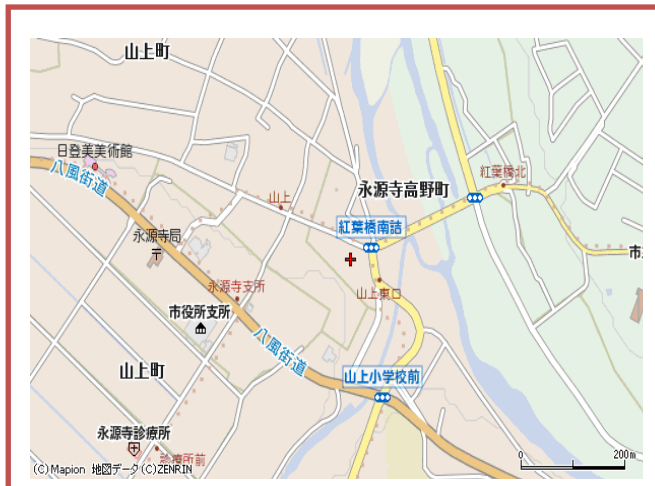 山上町
日登美美術館
八風街道
永源寺高野町
紅葉橋北
山上
紅葉橋南詰
永源寺局
山上東口
永源寺支所
市役所支所
八風街道
山上町
山上小学校前
永源寺診療所
診療所前
200m
(C)Mapion 地図データ(C)ZENRIN